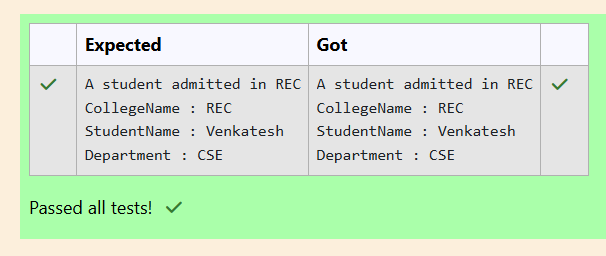 Expected Got
A student admitted in REC A student admitted in REC
CollegeName : REC CollegeName : REC
StudentName : Venkatesh StudentName : Venkatesh
Department : CSE Department : CSE
Passed all tests!